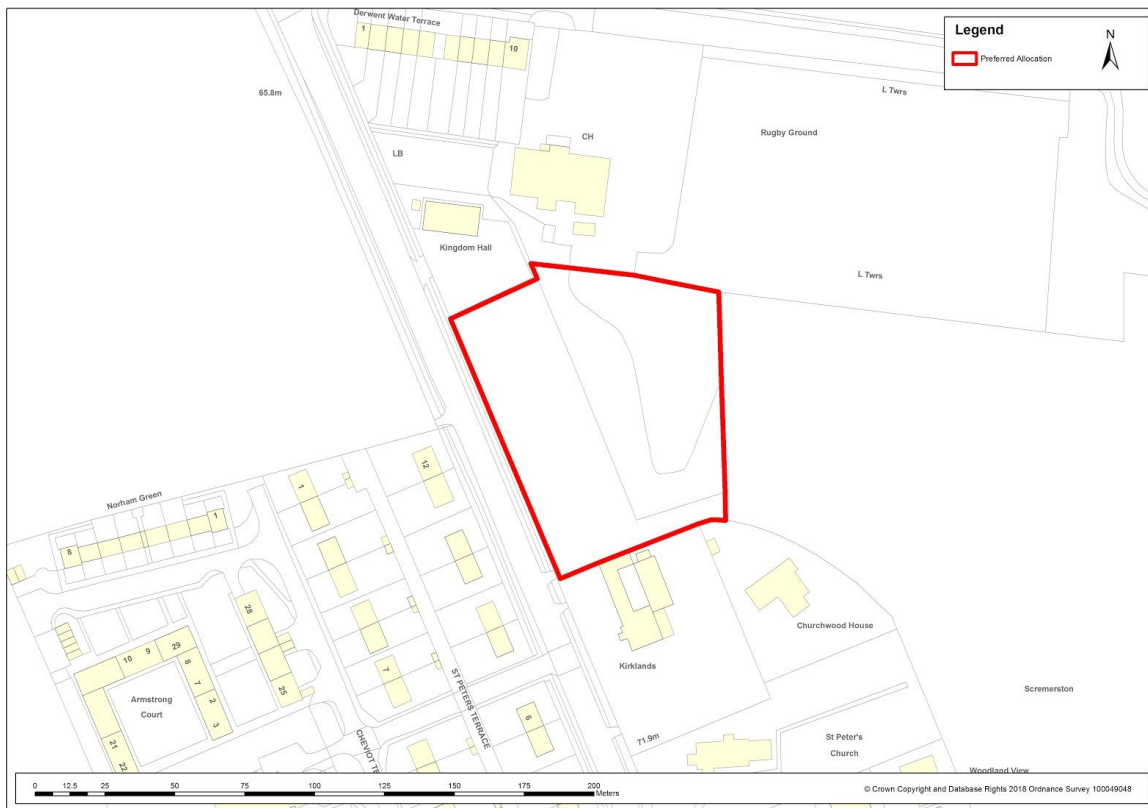 Derwent Water Terrace
1
10
Legend
Preferred Allocation
N
65.8m
L Twrs
Rugby Ground
CH
LB
Kingdom Hall
L Twrs
12
1
Norham Green
1
8
28
Churchwood House
10
9
29
8
7
2
3
7
25
Kirklands
Armstrong
Court
ST PETERS TERRACE
Scremerston
6
21
22
CHEVIOT TE
71.9m
St Peter's
Church
Woodland View
0 12.5 25 50 75 100 125 150 175 200
Meters
© Crown Copyright and Database Rights 2018 Ordnance Survey 100049048